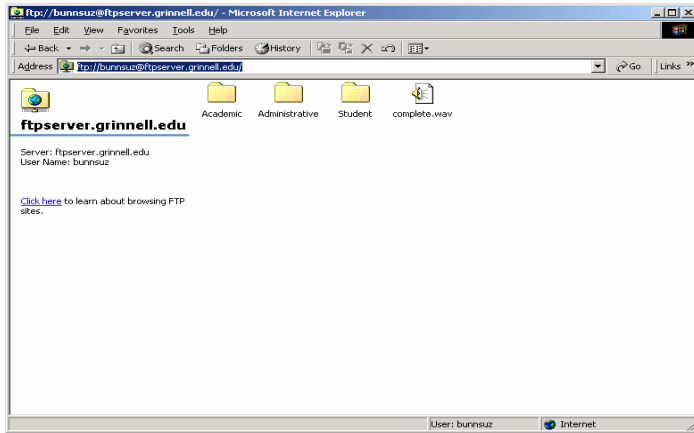 ftp://bunnsuz@ftpserver.grinnell.edu/ - Microsoft Internet Explorer
File Edit View Favorites Tools Help
Back Search Folders History
Address ftp://bunnsuz@ftpserver.grinnell.edu/ Go Links »
ftpserver.grinnell.edu
Server: ftpserver.grinnell.edu
User Name: bunnsuz
Click here to learn about browsing FTP
sites.
Academic Administrative Student complete.wav
User: bunnsuz Internet